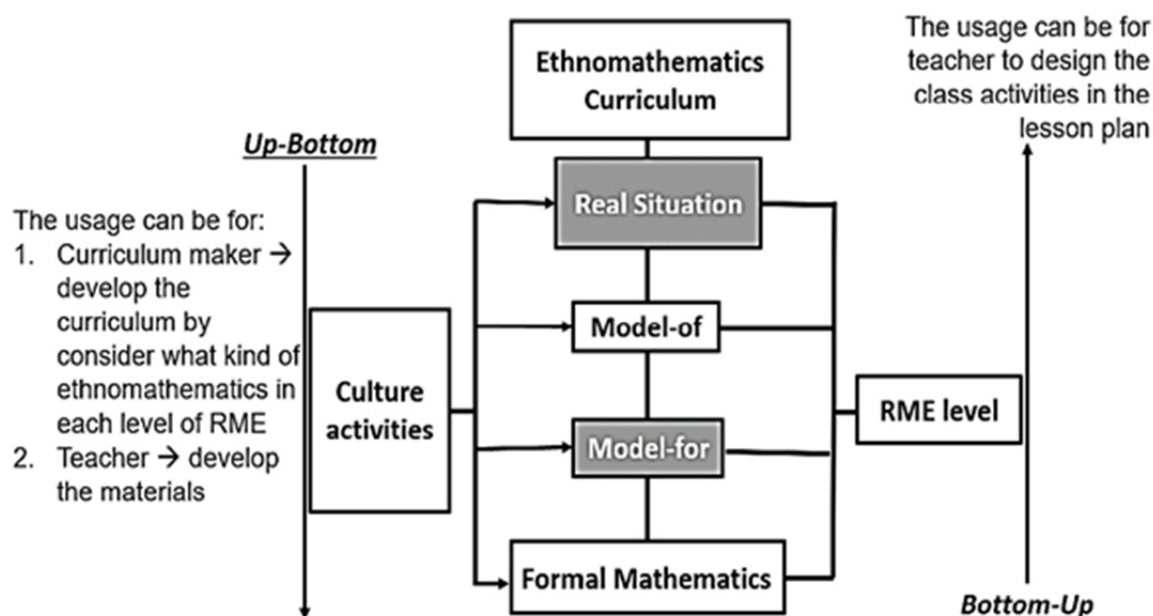 Ethnomathematics
Curriculum
The usage can be for
teacher to design the
class activities in the
lesson plan
Up-Bottom
The usage can be for:
1. Curriculum maker →
develop the
curriculum by
consider what kind of
ethnomathematics in
each level of RME
2. Teacher → develop
the materials
Culture
activities
Real Situation
Model-of
Model-for
Formal Mathematics
RME level
Bottom-Up